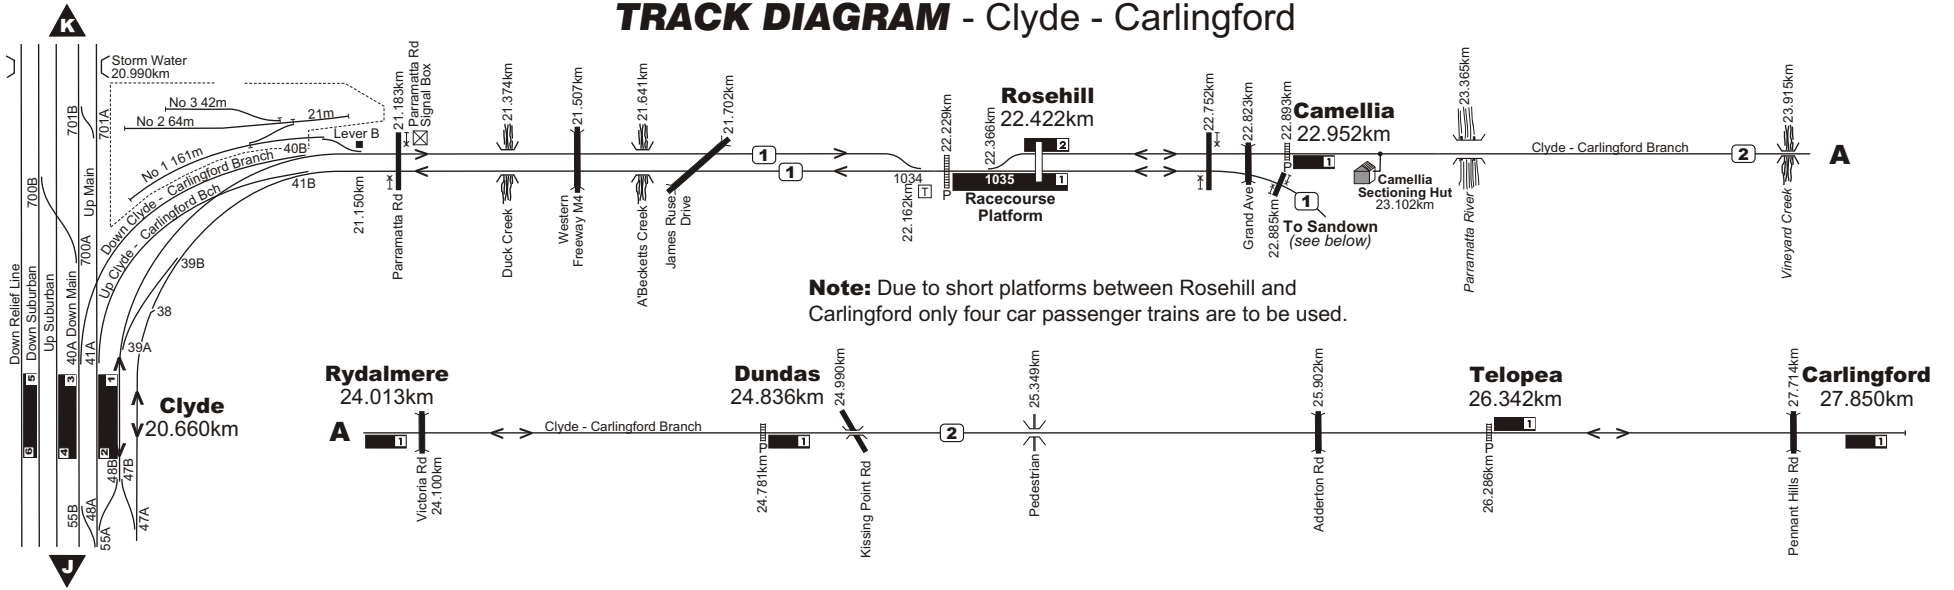 TRACK DIAGRAM - Clyde - Carlingford
K
Storm Water
20.990km
No 3 42m
21m
No 2 64m
Lever B
No 1 161m
40B
Down Clyde - Carlingford Branch
Up Clyde - Carlingford Bch
41B
701B
701A
700B
Up Main
700A
39B
38
39A
Down Relief Line
Down Suburban
Up Suburban
40A Down Main
41A
5
3
1
6
4
2
Clyde
20.660km
48B
47B
55B
48A
55A
47A
J
21.150km
21.183km
Parramatta Rd
Parramatta Rd
Signal Box
21.374km
Duck Creek
21.507km
Western
Freeway M4
21.641km
A'Becketts Creek
21.702km
James Ruse
Drive
1
1
1034
22.162km
T
22.229km
P
22.366km
Rosehill
22.422km
2
1035
1
Racecourse
Platform
22.752km
22.823km
Grand Ave
22.893km
P
22.885km
Camellia
22.952km
1
1
To Sandown
(see below)
Camellia
Sectioning Hut
23.102km
23.365km
Parramatta River
Clyde - Carlingford Branch
2
23.915km
Vineyard Creek
A
Note: Due to short platforms between Rosehill and
Carlingford only four car passenger trains are to be used.
Rydalmere
24.013km
A
1
Victoria Rd
24.100km
Clyde - Carlingford Branch
Dundas
24.836km
P
24.781km
1
24.990km
Kissing Point Rd
2
25.349km
Pedestrian
25.902km
Adderton Rd
Telopea
26.342km
1
P
26.286km
27.714km
Pennant Hills Rd
Carlingford
27.850km
1